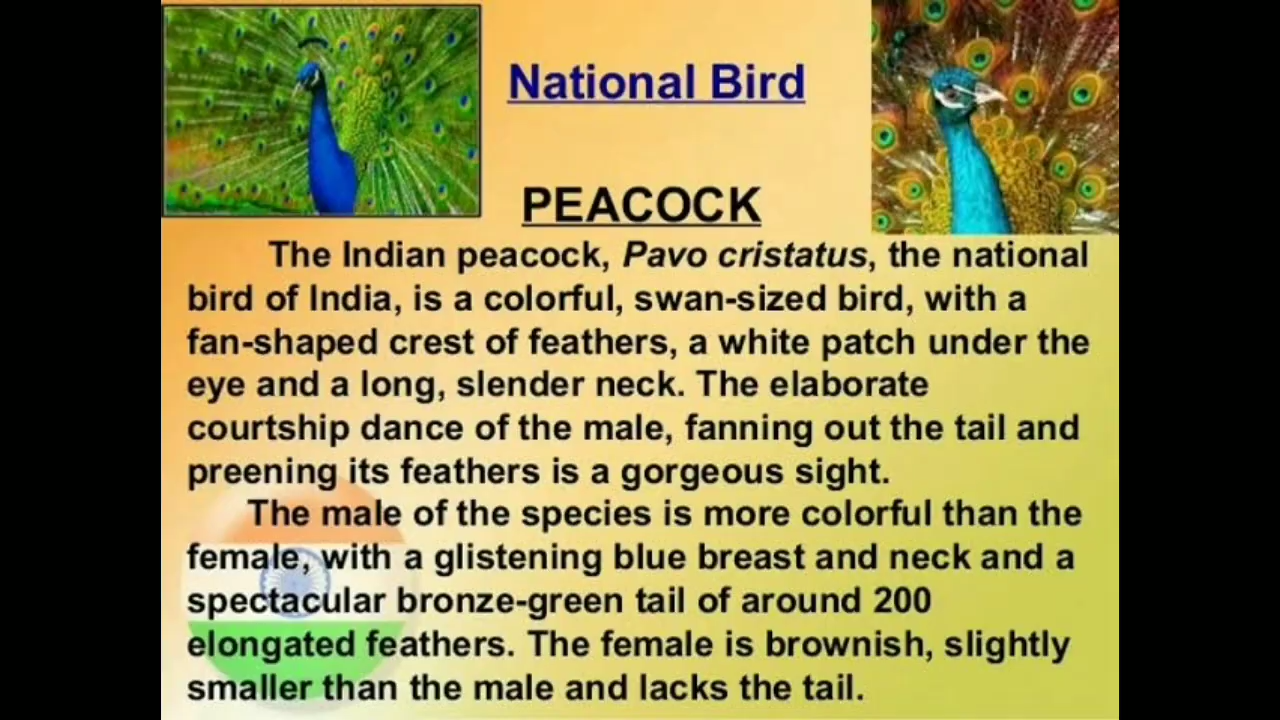 National Bird
PEACOCK
The Indian peacock, Pavo cristatus, the national
bird of India, is a colorful, swan-sized bird, with a
fan-shaped crest of feathers, a white patch under the
eye and a long, slender neck. The elaborate
courtship dance of the male, fanning out the tail and
preening its feathers is a gorgeous sight.
The male of the species is more colorful than the
female, with a glistening blue breast and neck and a
spectacular bronze-green tail of around 200
elongated feathers. The female is brownish, slightly
smaller than the male and lacks the tail.